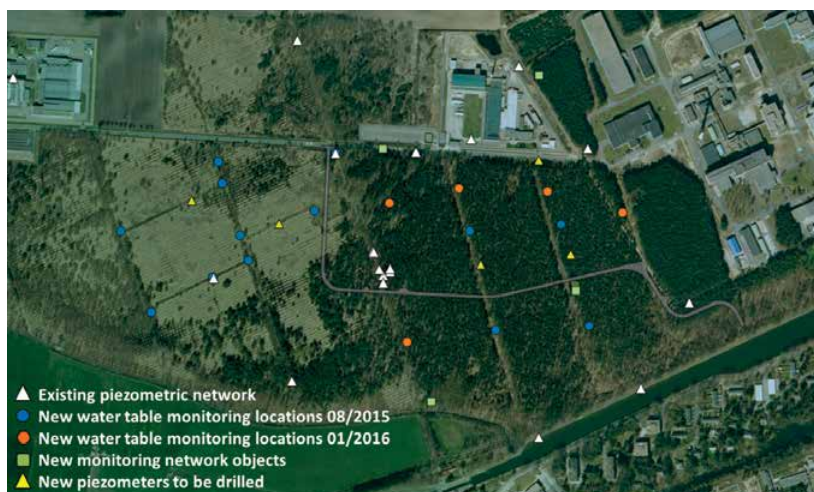 Existing piezometric network
New water table monitoring locations 08/2015
New water table monitoring locations 01/2016
New monitoring network objects
New piezometers to be drilled